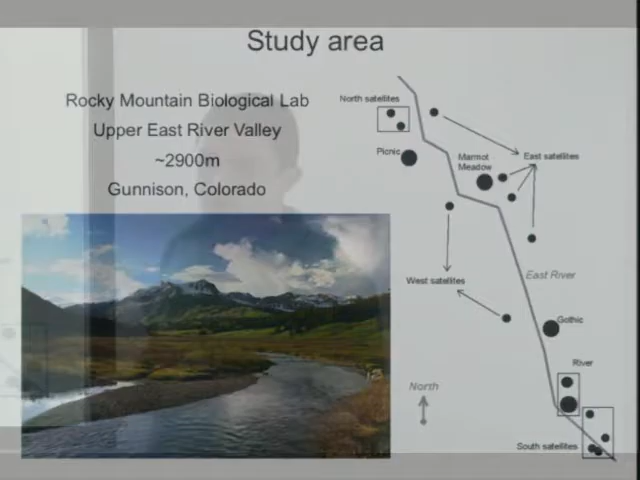 Study area
Rocky Mountain Biological Lab
Upper East River Valley
~2900m
Gunnison, Colorado
North satellites
Picnic
Marmot
Meadow
East satellites
West satellites
East River
Gothic
River
North
South satellites